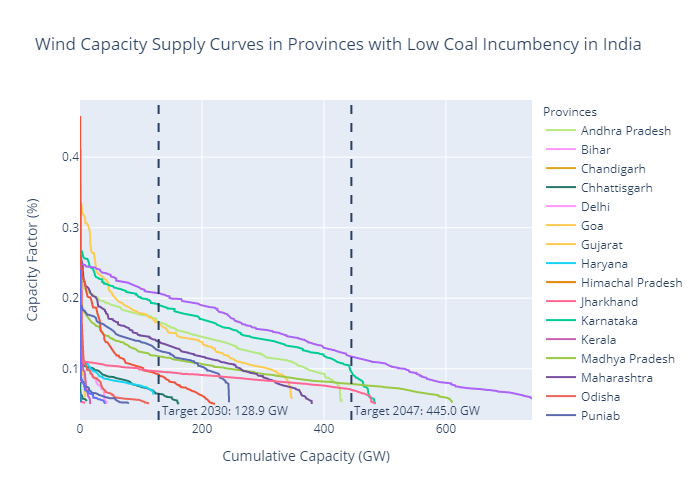 Wind Capacity Supply Curves in Provinces with Low Coal Incumbency in India
Capacity Factor (%)
0.4
0.3
0.2
0.1
0
200
400
600
Cumulative Capacity (GW)
Target 2030: 128.9 GW
Target 2047: 445.0 GW
Provinces
Andhra Pradesh
Bihar
Chandigarh
Chhattisgarh
Delhi
Goa
Gujarat
Haryana
Himachal Pradesh
Jharkhand
Karnataka
Kerala
Madhya Pradesh
Maharashtra
Odisha
Punjab